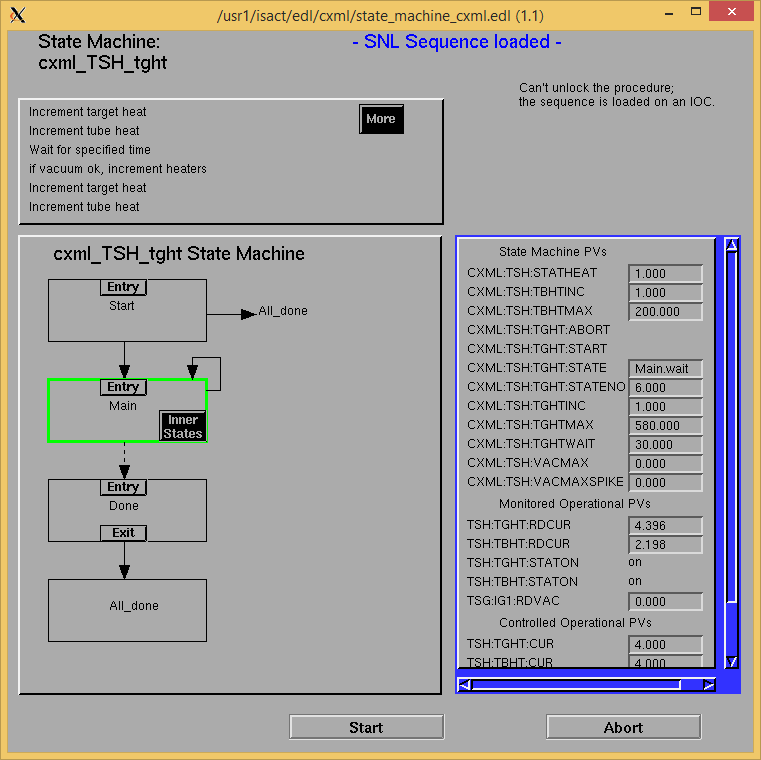 /usr1/isact/edl/cxml/state_machine_cxml.edl (1.1)
State Machine:
cxml_TSH_tght
- SNL Sequence loaded -
Can't unlock the procedure;
the sequence is loaded on an IOC.
Increment target heat
Increment tube heat
Wait for specified time
if vacuum ok, increment heaters
Increment target heat
Increment tube heat
More
cxml_TSH_tght State Machine
Entry
Start
All_done
Entry
Main
Inner
States
Entry
Done
Exit
All_done
State Machine PVs
CXML:TSH:STATHEAT 1.000
CXML:TSH:TBHTINC 1.000
CXML:TSH:TBHTMAX 200.000
CXML:TSH:TGHT:ABORT
CXML:TSH:TGHT:START
CXML:TSH:TGHT:STATE Main.wait
CXML:TSH:TGHT:STATENO 6.000
CXML:TSH:TGHTINC 1.000
CXML:TSH:TGHTMAX 580.000
CXML:TSH:TGHTWAIT 30.000
CXML:TSH:VACMAX 0.000
CXML:TSH:VACMAXSPIKE 0.000
Monitored Operational PVs
TSH:TGHT:RDCUR 4.396
TSH:TBHT:RDCUR 2.198
TSH:TGHT:STATON on
TSH:TBHT:STATON on
TSG:IG1:RDVAC 0.000
Controlled Operational PVs
TSH:TGHT:CUR 4.000
TSH:TBHT:CUR 4.000
Start
Abort